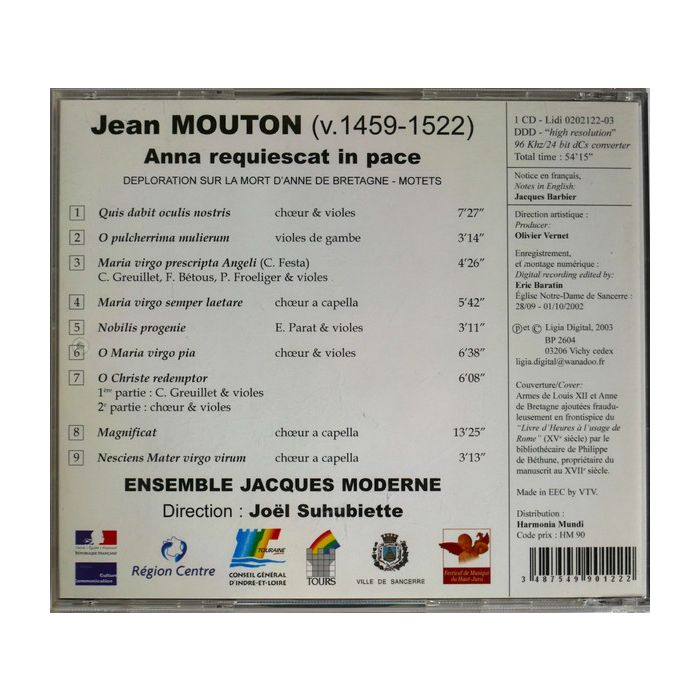 Jean MOUTON (v.1459-1522)
Anna requiescat in pace
DEPLORATION SUR LA MORT D'ANNE DE BRETAGNE - MOTETS
1 Quis dabit oculis nostris chœur & violes 7'27"
2 O pulcherrima mulierum violes de gambe 3'14"
3 Maria virgo prescripta Angeli (C. Festa) 4'26"
C. Greuillet, F. Bétous, P. Froeliger & violes
4 Maria virgo semper laetare chœur a capella 5'42"
5 Nobilis progenie E. Parat & violes 3'11"
6 O Maria virgo pia chœur & violes 6'38"
7 O Christe redemptor 6'08"
1ère partie : C. Greuillet & violes
2e partie : chœur & violes
8 Magnificat chœur a capella 13'25"
9 Nesciens Mater virgo virum chœur a capella 3'13"
ENSEMBLE JACQUES MODERNE
Direction : Joël Suhubiette
RÉPUBLIQUE FRANÇAISE
Culture
Communication
Région Centre
TOURAINE
CONSEIL GÉNÉRAL
D'INDRE-ET-LOIRE
TOURS
VILLE DE SANCERRE
Festival de Musique
du Haut-Jura
1 CD - Lidi 0202122-03
DDD - "high resolution"
96 Khz/24 bit dCs converter
Total time : 54'15"
Notice en français,
Notes in English:
Jacques Barbier
Direction artistique :
Producer:
Olivier Vernet
Enregistrement,
et montage numérique :
Digital recording edited by:
Eric Baratin
Église Notre-Dame de Sancerre :
28/09 - 01/10/2002
℗ et © Ligia Digital, 2003
BP 2604
03206 Vichy cedex
ligia.digital@wanadoo.fr
Couverture/Cover:
Armes de Louis XII et Anne
de Bretagne ajoutées fraudu-
leusement en frontispice du
"Livre d'Heures à l'usage de
Rome" (XVe siècle) par le
bibliothécaire de Philippe
de Béthune, propriétaire du
manuscrit au XVIIe siècle.
Made in EEC by VTV.
Distribution :
Harmonia Mundi
Code prix : HM 90
3 487549 901222